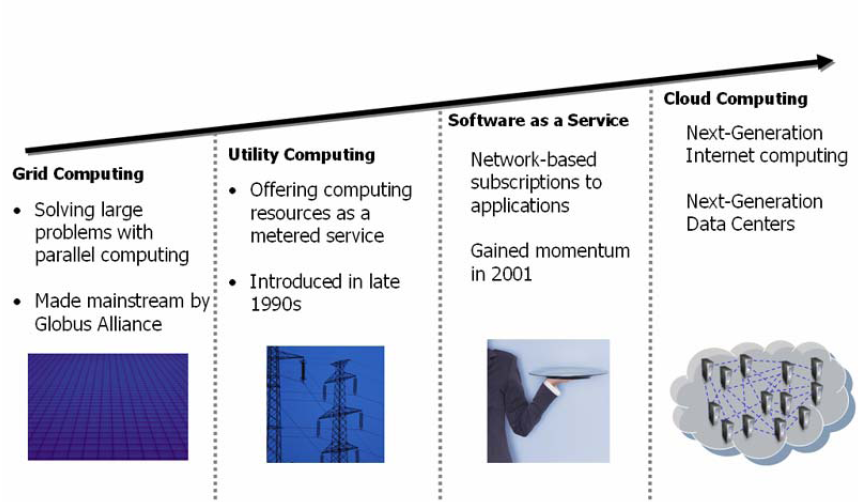 Grid Computing
• Solving large
problems with
parallel computing
• Made mainstream by
Globus Alliance
Utility Computing
• Offering computing
resources as a
metered service
• Introduced in late
1990s
Software as a Service
Network-based
subscriptions to
applications
Gained momentum
in 2001
Cloud Computing
Next-Generation
Internet computing
Next-Generation
Data Centers